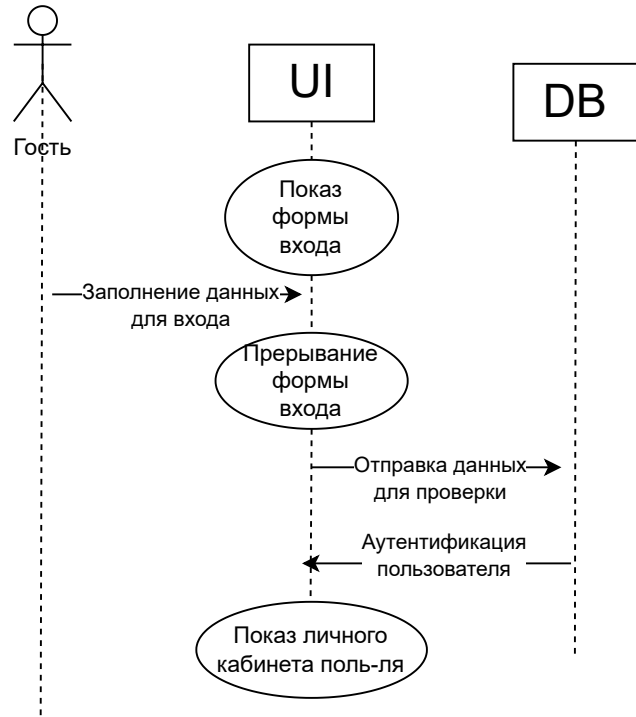 UI
DB
Гость
Показ
формы
входа
Заполнение данных
для входа
Прерывание
формы
входа
Отправка данных
для проверки
Аутентификация
пользователя
Показ личного
кабинета поль-ля